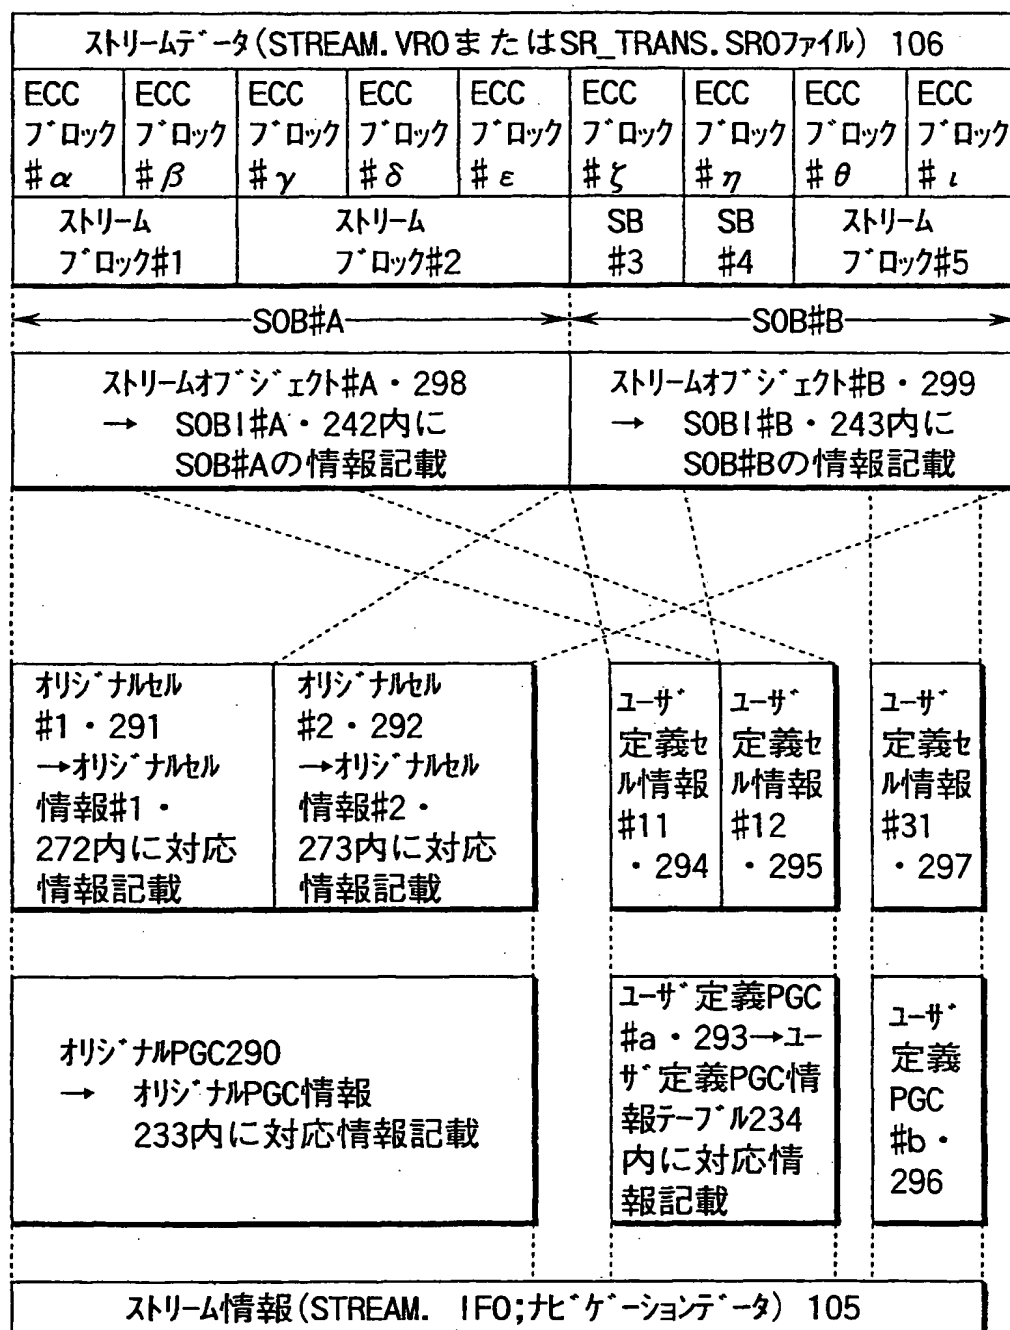 ストリームデータ(STREAM.VROまたはSR_TRANS.SROファイル) 106
ECC ブロック #α
ECC ブロック #β
ECC ブロック #γ
ECC ブロック #δ
ECC ブロック #ε
ECC ブロック #ζ
ECC ブロック #η
ECC ブロック #θ
ECC ブロック #ι
ストリーム
ブロック#1
ストリーム
ブロック#2
SB
#3
SB
#4
ストリーム
ブロック#5
SOB#A
SOB#B
ストリームオブジェクト#A・298
→ SOBI#A・242内に
SOB#Aの情報記載
ストリームオブジェクト#B・299
→ SOBI#B・243内に
SOB#Bの情報記載
オリジナルセル
#1・291
→オリジナルセル
情報#1・
272内に対応
情報記載
オリジナルセル
#2・292
→オリジナルセル
情報#2・
273内に対応
情報記載
ユーザ
定義セ
ル情報
#11
・294
ユーザ
定義セ
ル情報
#12
・295
ユーザ
定義セ
ル情報
#31
・297
オリジナルPGC290
→ オリジナルPGC情報
233内に対応情報記載
ユーザ定義PGC
#a・293→ユー
ザ定義PGC情
報テーブル234
内に対応情
報記載
ユーザ
定義
PGC
#b・
296
ストリーム情報(STREAM. IFO;ナビゲーションデータ) 105